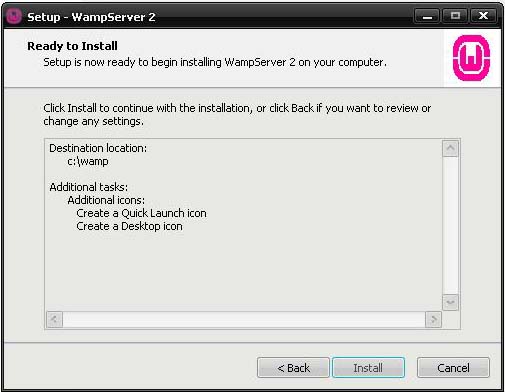 Setup - WampServer 2
Ready to Install
Setup is now ready to begin installing WampServer 2 on your computer.
W
Click Install to continue with the installation, or click Back if you want to review or
change any settings.
Destination location:
c:\wamp
Additional tasks:
Additional icons:
Create a Quick Launch icon
Create a Desktop icon
< Back
Install
Cancel